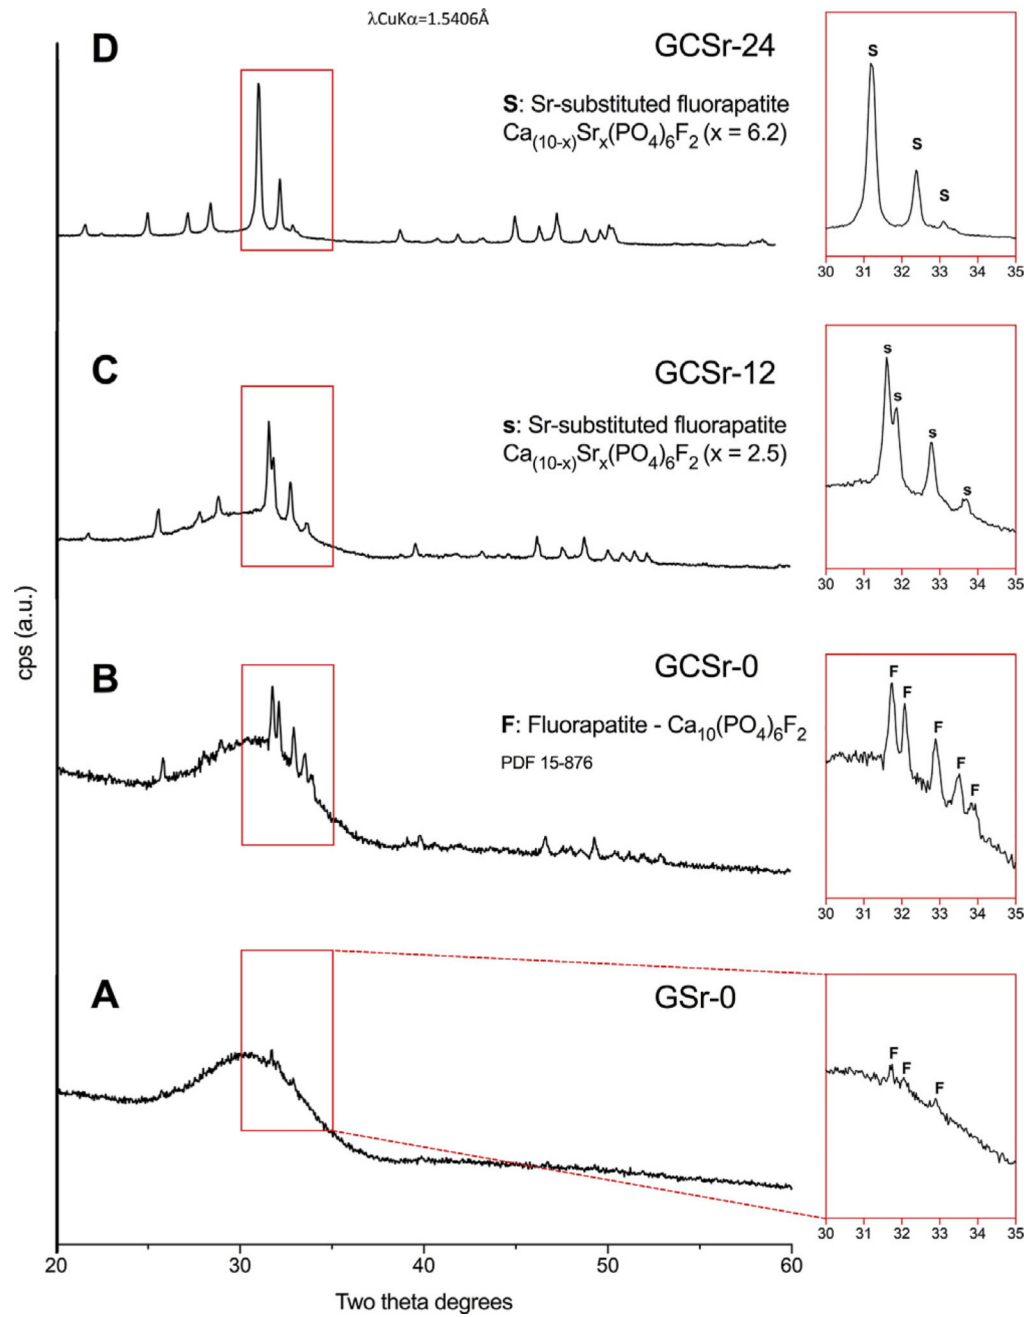 λCuKα=1.5406Å
D
GCSr-24
S: Sr-substituted fluorapatite
Ca(10-x)Srx(PO4)6F2 (x = 6.2)
S
S
S
30 31 32 33 34 35
C
GCSr-12
s: Sr-substituted fluorapatite
Ca(10-x)Srx(PO4)6F2 (x = 2.5)
s
s
s
s
30 31 32 33 34 35
cps (a.u.)
B
GCSr-0
F: Fluorapatite - Ca10(PO4)6F2
PDF 15-876
F
F
F
F
F
30 31 32 33 34 35
A
GSr-0
F
F
F
30 31 32 33 34 35
20 30 40 50 60
Two theta degrees